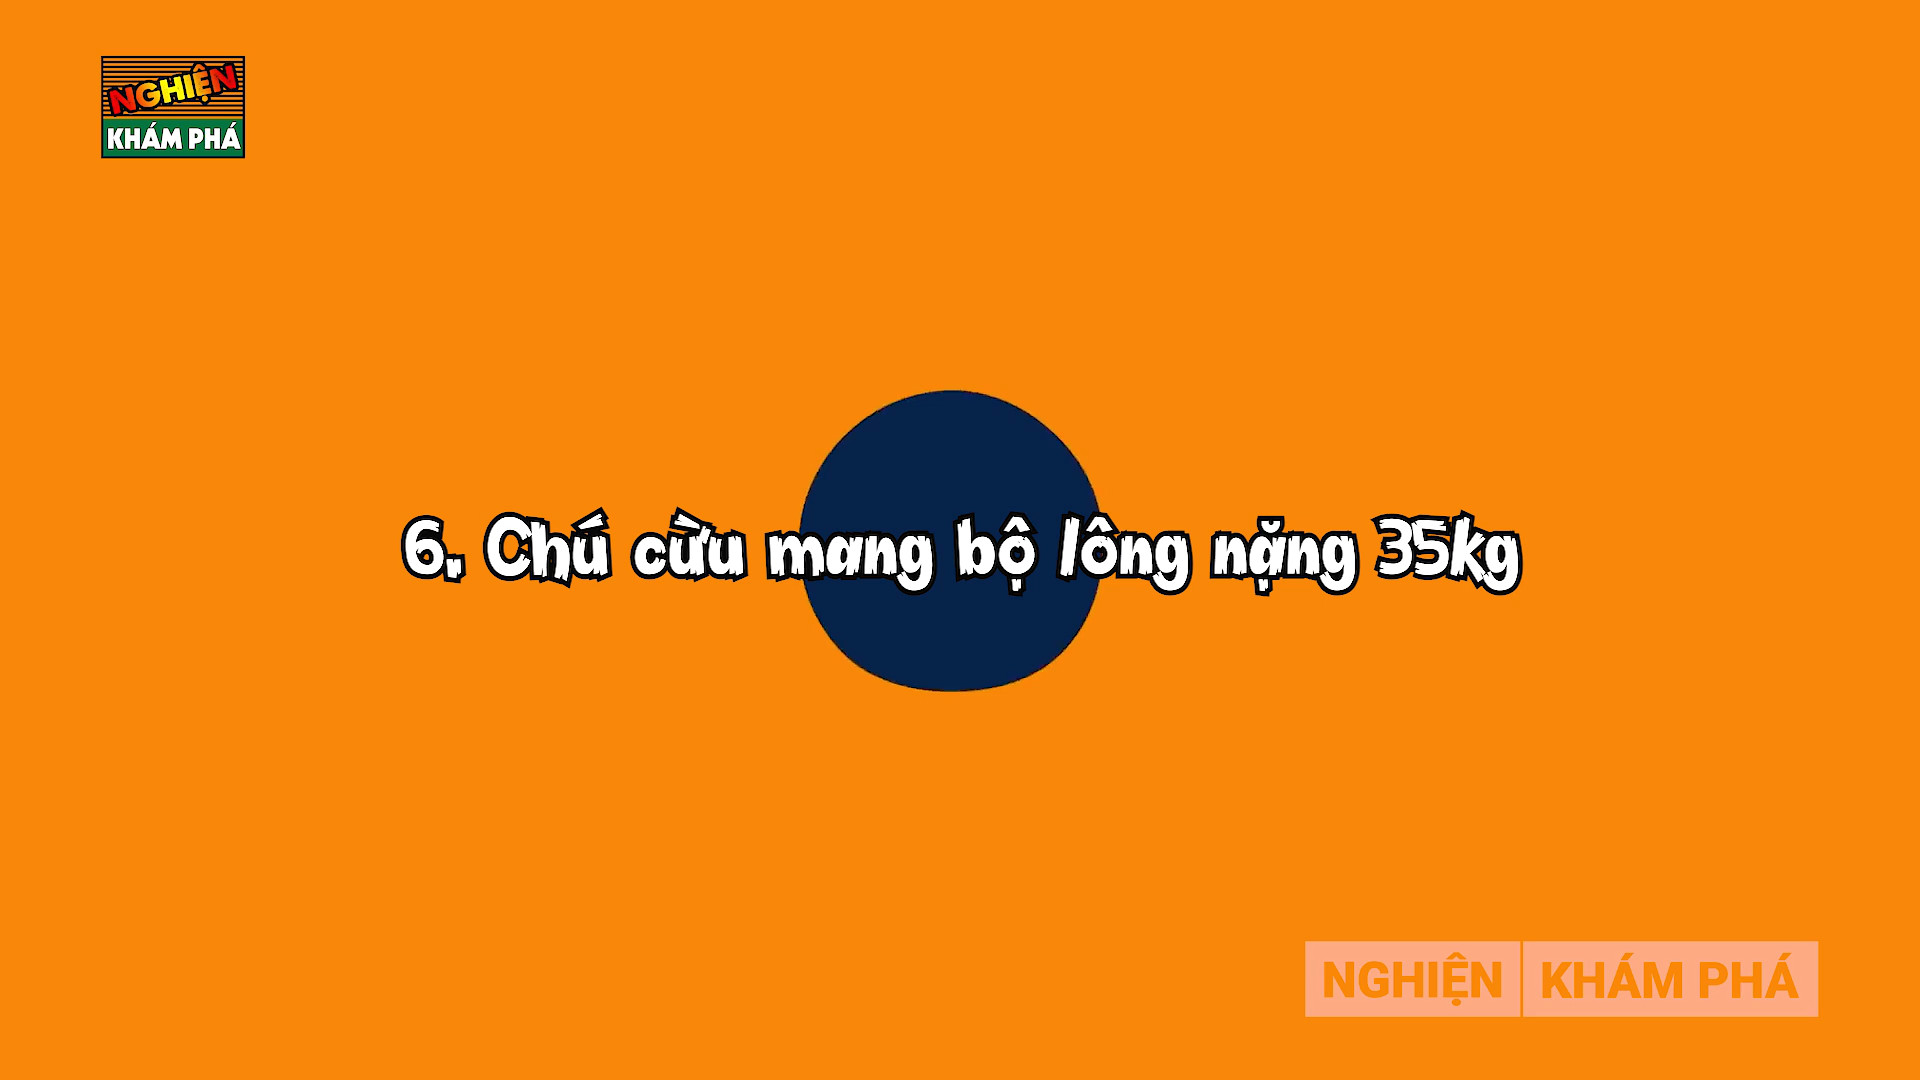 NGHIỆN
KHÁM PHÁ
6. Chú cừu mang bộ lông nặng 35kg
NGHIỆN KHÁM PHÁ